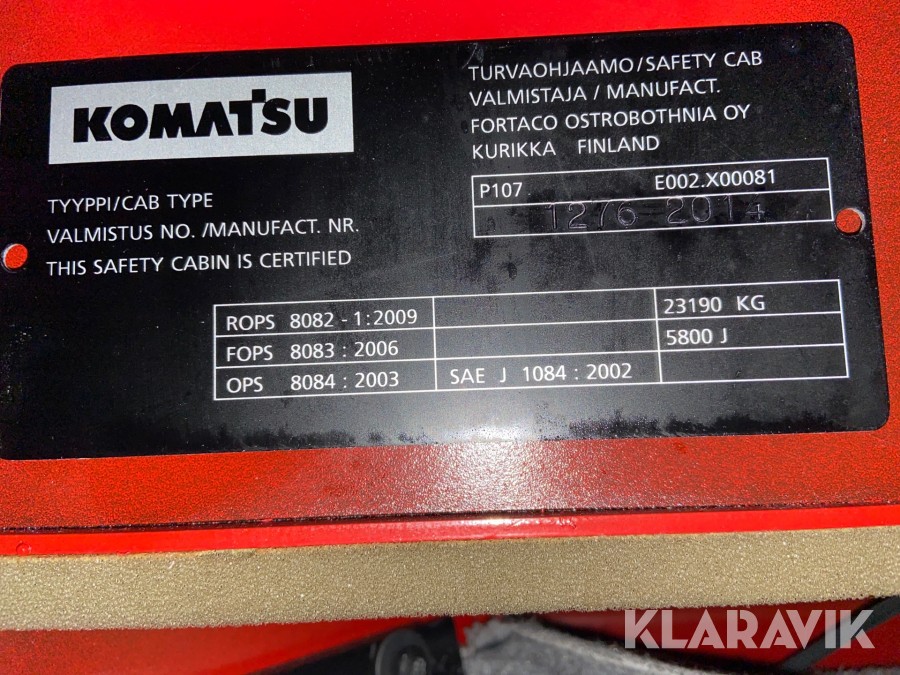 KOMATSU
TURVAOHJAAMO/SAFETY CAB
VALMISTAJA / MANUFACT.
FORTACO OSTROBOTHNIA OY
KURIKKA FINLAND
TYYPPI/CAB TYPE
P107 E002.X00081
VALMISTUS NO. /MANUFACT. NR.
1276 2014
THIS SAFETY CABIN IS CERTIFIED
ROPS 8082 - 1:2009 23190 KG
FOPS 8083 : 2006 5800 J
OPS 8084 : 2003 SAE J 1084 : 2002
KLARAVIK